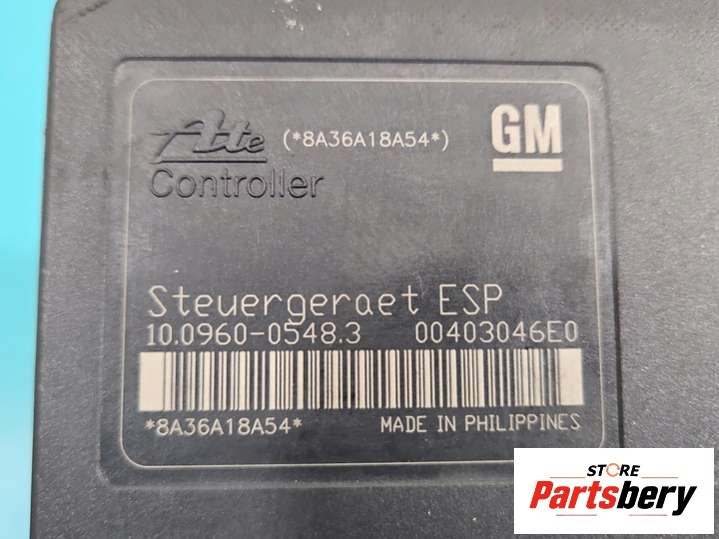 Ate (*8A36A18A54*)
GM
Controller
Steuergeraet ESP
10.0960-0548.3 00403046E0
*8A36A18A54* MADE IN PHILIPPINES
STORE
Partsbery